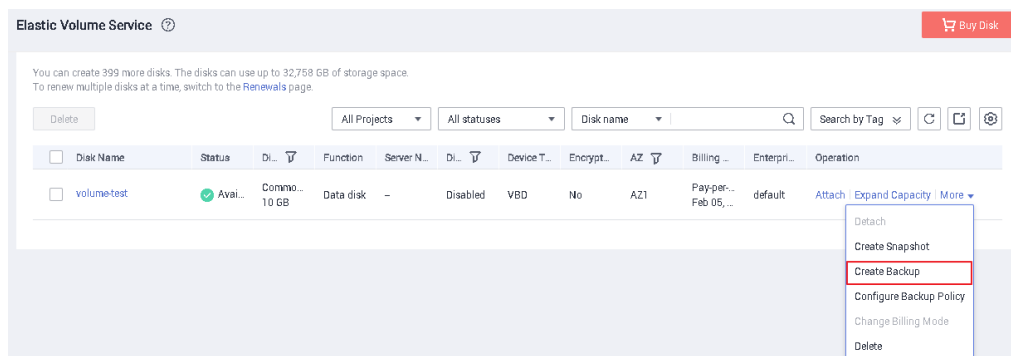 Elastic Volume Service ?
Buy Disk
You can create 399 more disks. The disks can use up to 32,758 GB of storage space.
To renew multiple disks at a time, switch to the Renewals page.
Delete All Projects All statuses Disk name Search by Tag
Disk Name Status Di... Function Server N... Di... Device T... Encrypt... AZ Billing ... Enterpri... Operation
volume-test Avai... Commo... 10 GB Data disk – Disabled VBD No AZ1 Pay-per-... Feb 05, ... default Attach Expand Capacity More
Detach
Create Snapshot
Create Backup
Configure Backup Policy
Change Billing Mode
Delete